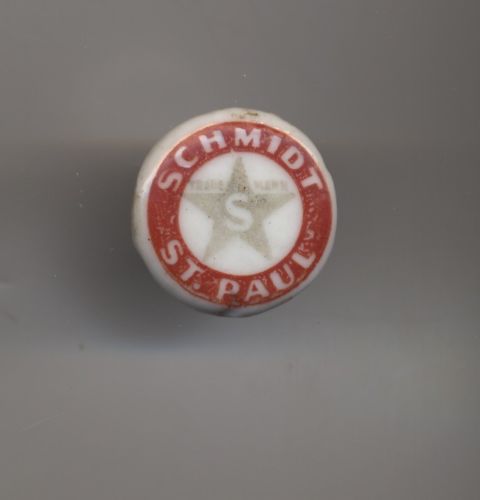 SCHMIDT
TRADE MARK
S
ST. PAUL